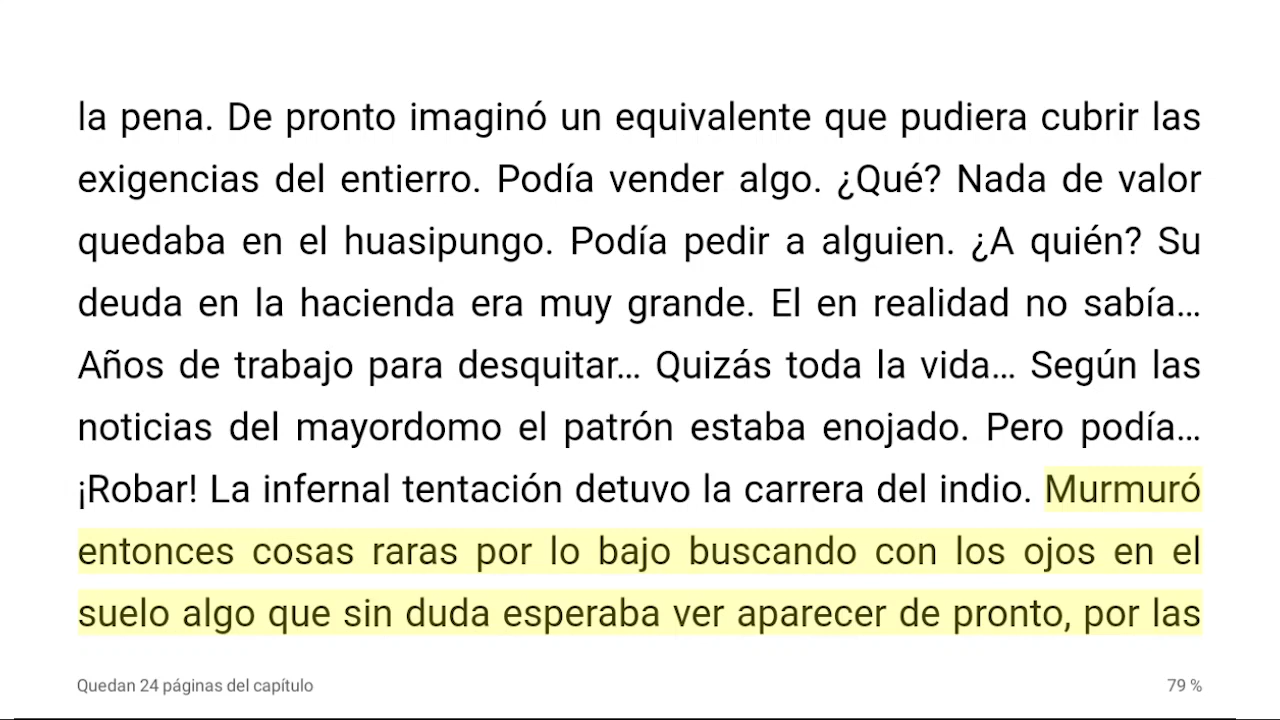 la pena. De pronto imaginó un equivalente que pudiera cubrir las
exigencias del entierro. Podía vender algo. ¿Qué? Nada de valor
quedaba en el huasipungo. Podía pedir a alguien. ¿A quién? Su
deuda en la hacienda era muy grande. El en realidad no sabía...
Años de trabajo para desquitar... Quizás toda la vida... Según las
noticias del mayordomo el patrón estaba enojado. Pero podía...
¡Robar! La infernal tentación detuvo la carrera del indio. Murmuró
entonces cosas raras por lo bajo buscando con los ojos en el
suelo algo que sin duda esperaba ver aparecer de pronto, por las
Quedan 24 páginas del capítulo
79 %